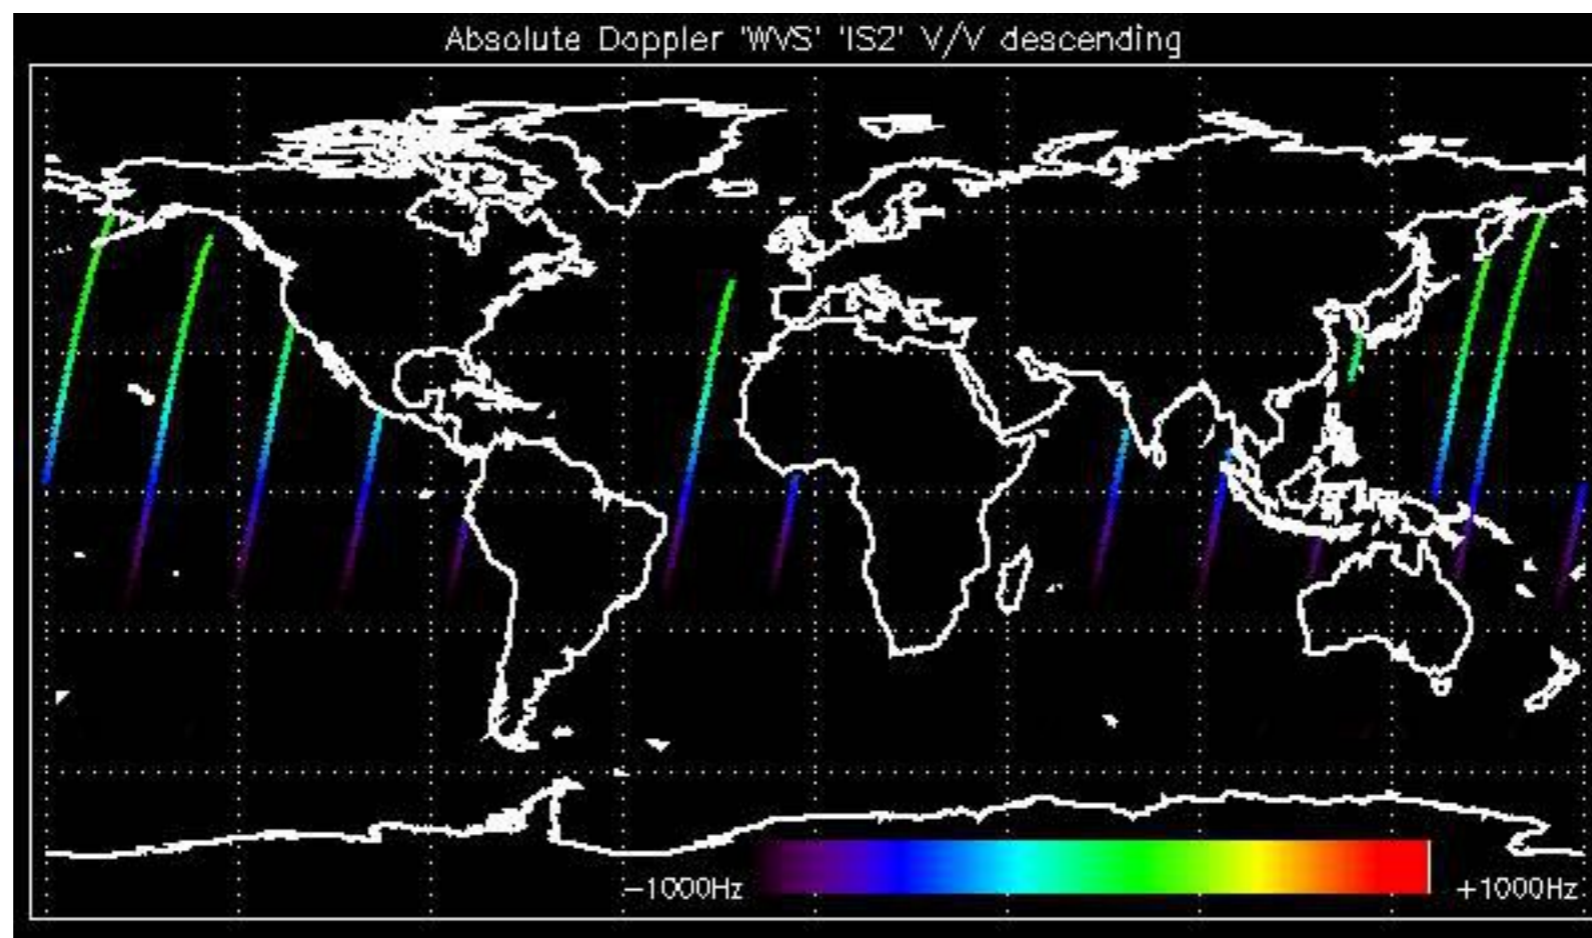 Absolute Doppler 'WVS' 'IS2' V/V descending
-1000Hz +1000Hz